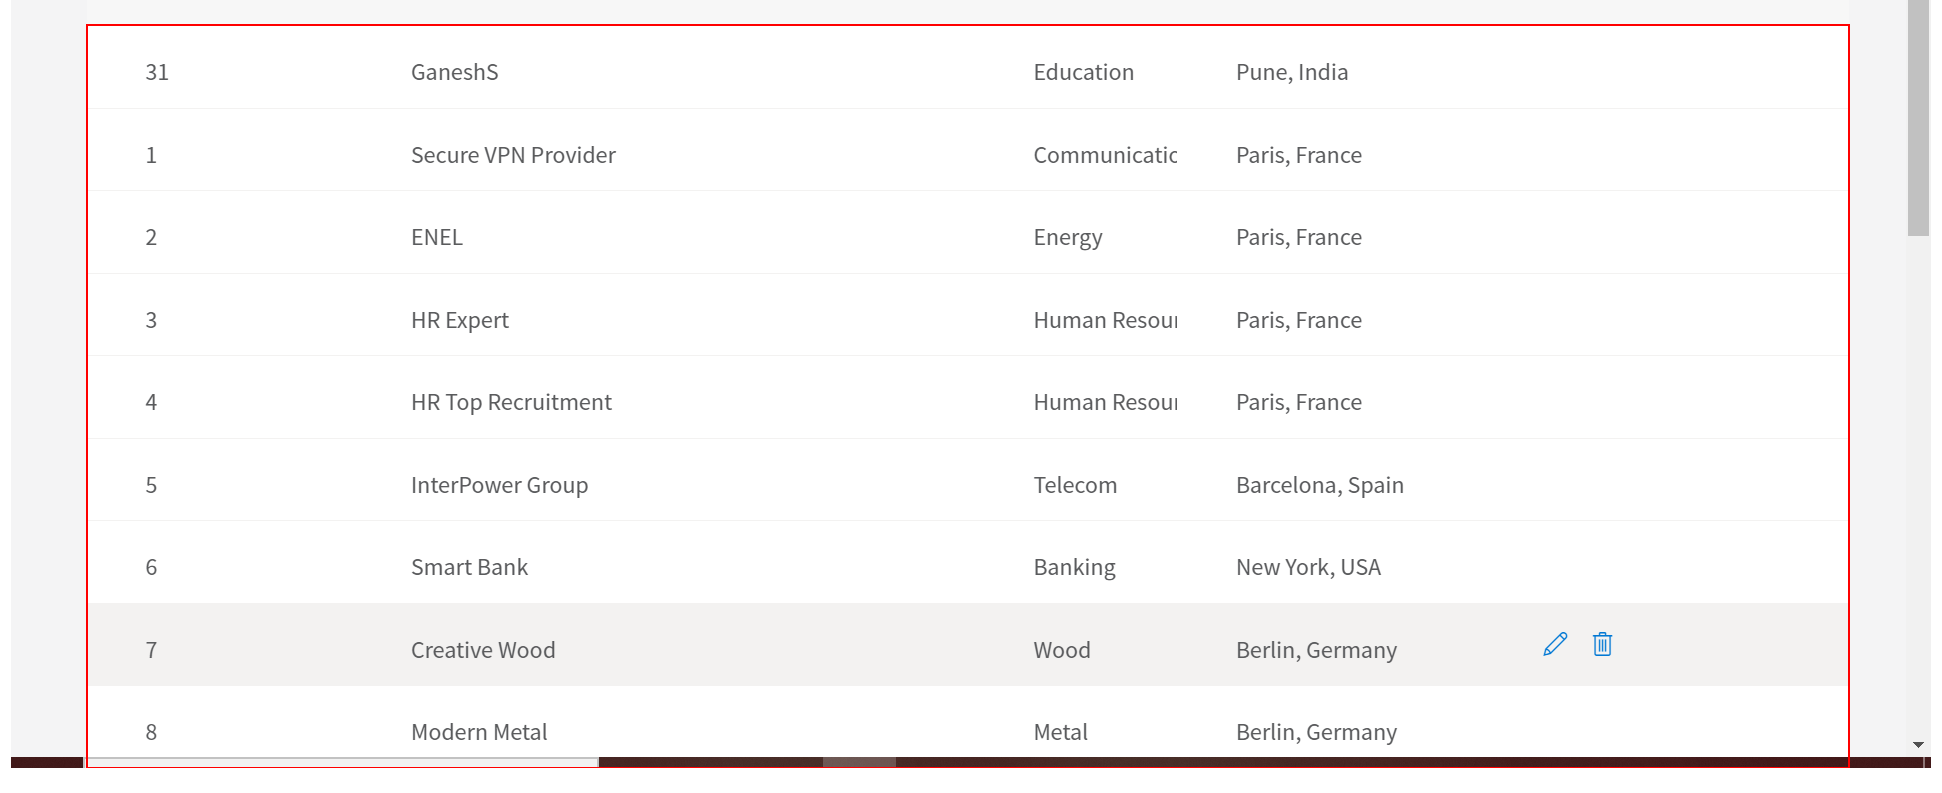 31 GaneshS Education Pune, India
1 Secure VPN Provider Communicatic Paris, France
2 ENEL Energy Paris, France
3 HR Expert Human Resour Paris, France
4 HR Top Recruitment Human Resour Paris, France
5 InterPower Group Telecom Barcelona, Spain
6 Smart Bank Banking New York, USA
7 Creative Wood Wood Berlin, Germany
8 Modern Metal Metal Berlin, Germany